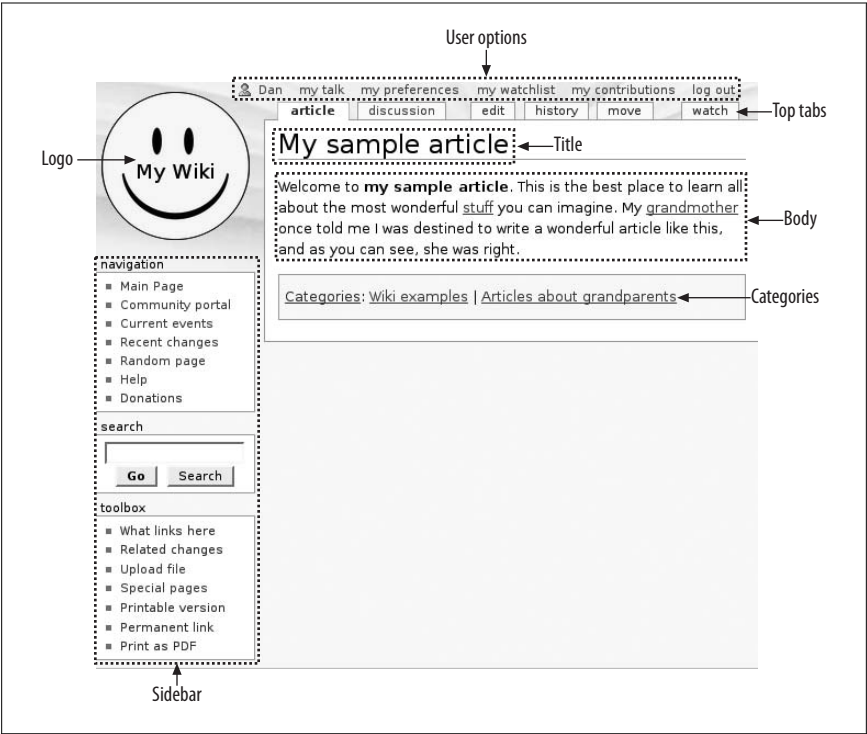 User options
Dan my talk my preferences my watchlist my contributions log out
article discussion edit history move watch
Top tabs
Logo
My Wiki
My sample article
Title
Welcome to my sample article. This is the best place to learn all
about the most wonderful stuff you can imagine. My grandmother
once told me I was destined to write a wonderful article like this,
and as you can see, she was right.
Body
Categories: Wiki examples | Articles about grandparents
Categories
navigation
Main Page
Community portal
Current events
Recent changes
Random page
Help
Donations
search
Go Search
toolbox
What links here
Related changes
Upload file
Special pages
Printable version
Permanent link
Print as PDF
Sidebar